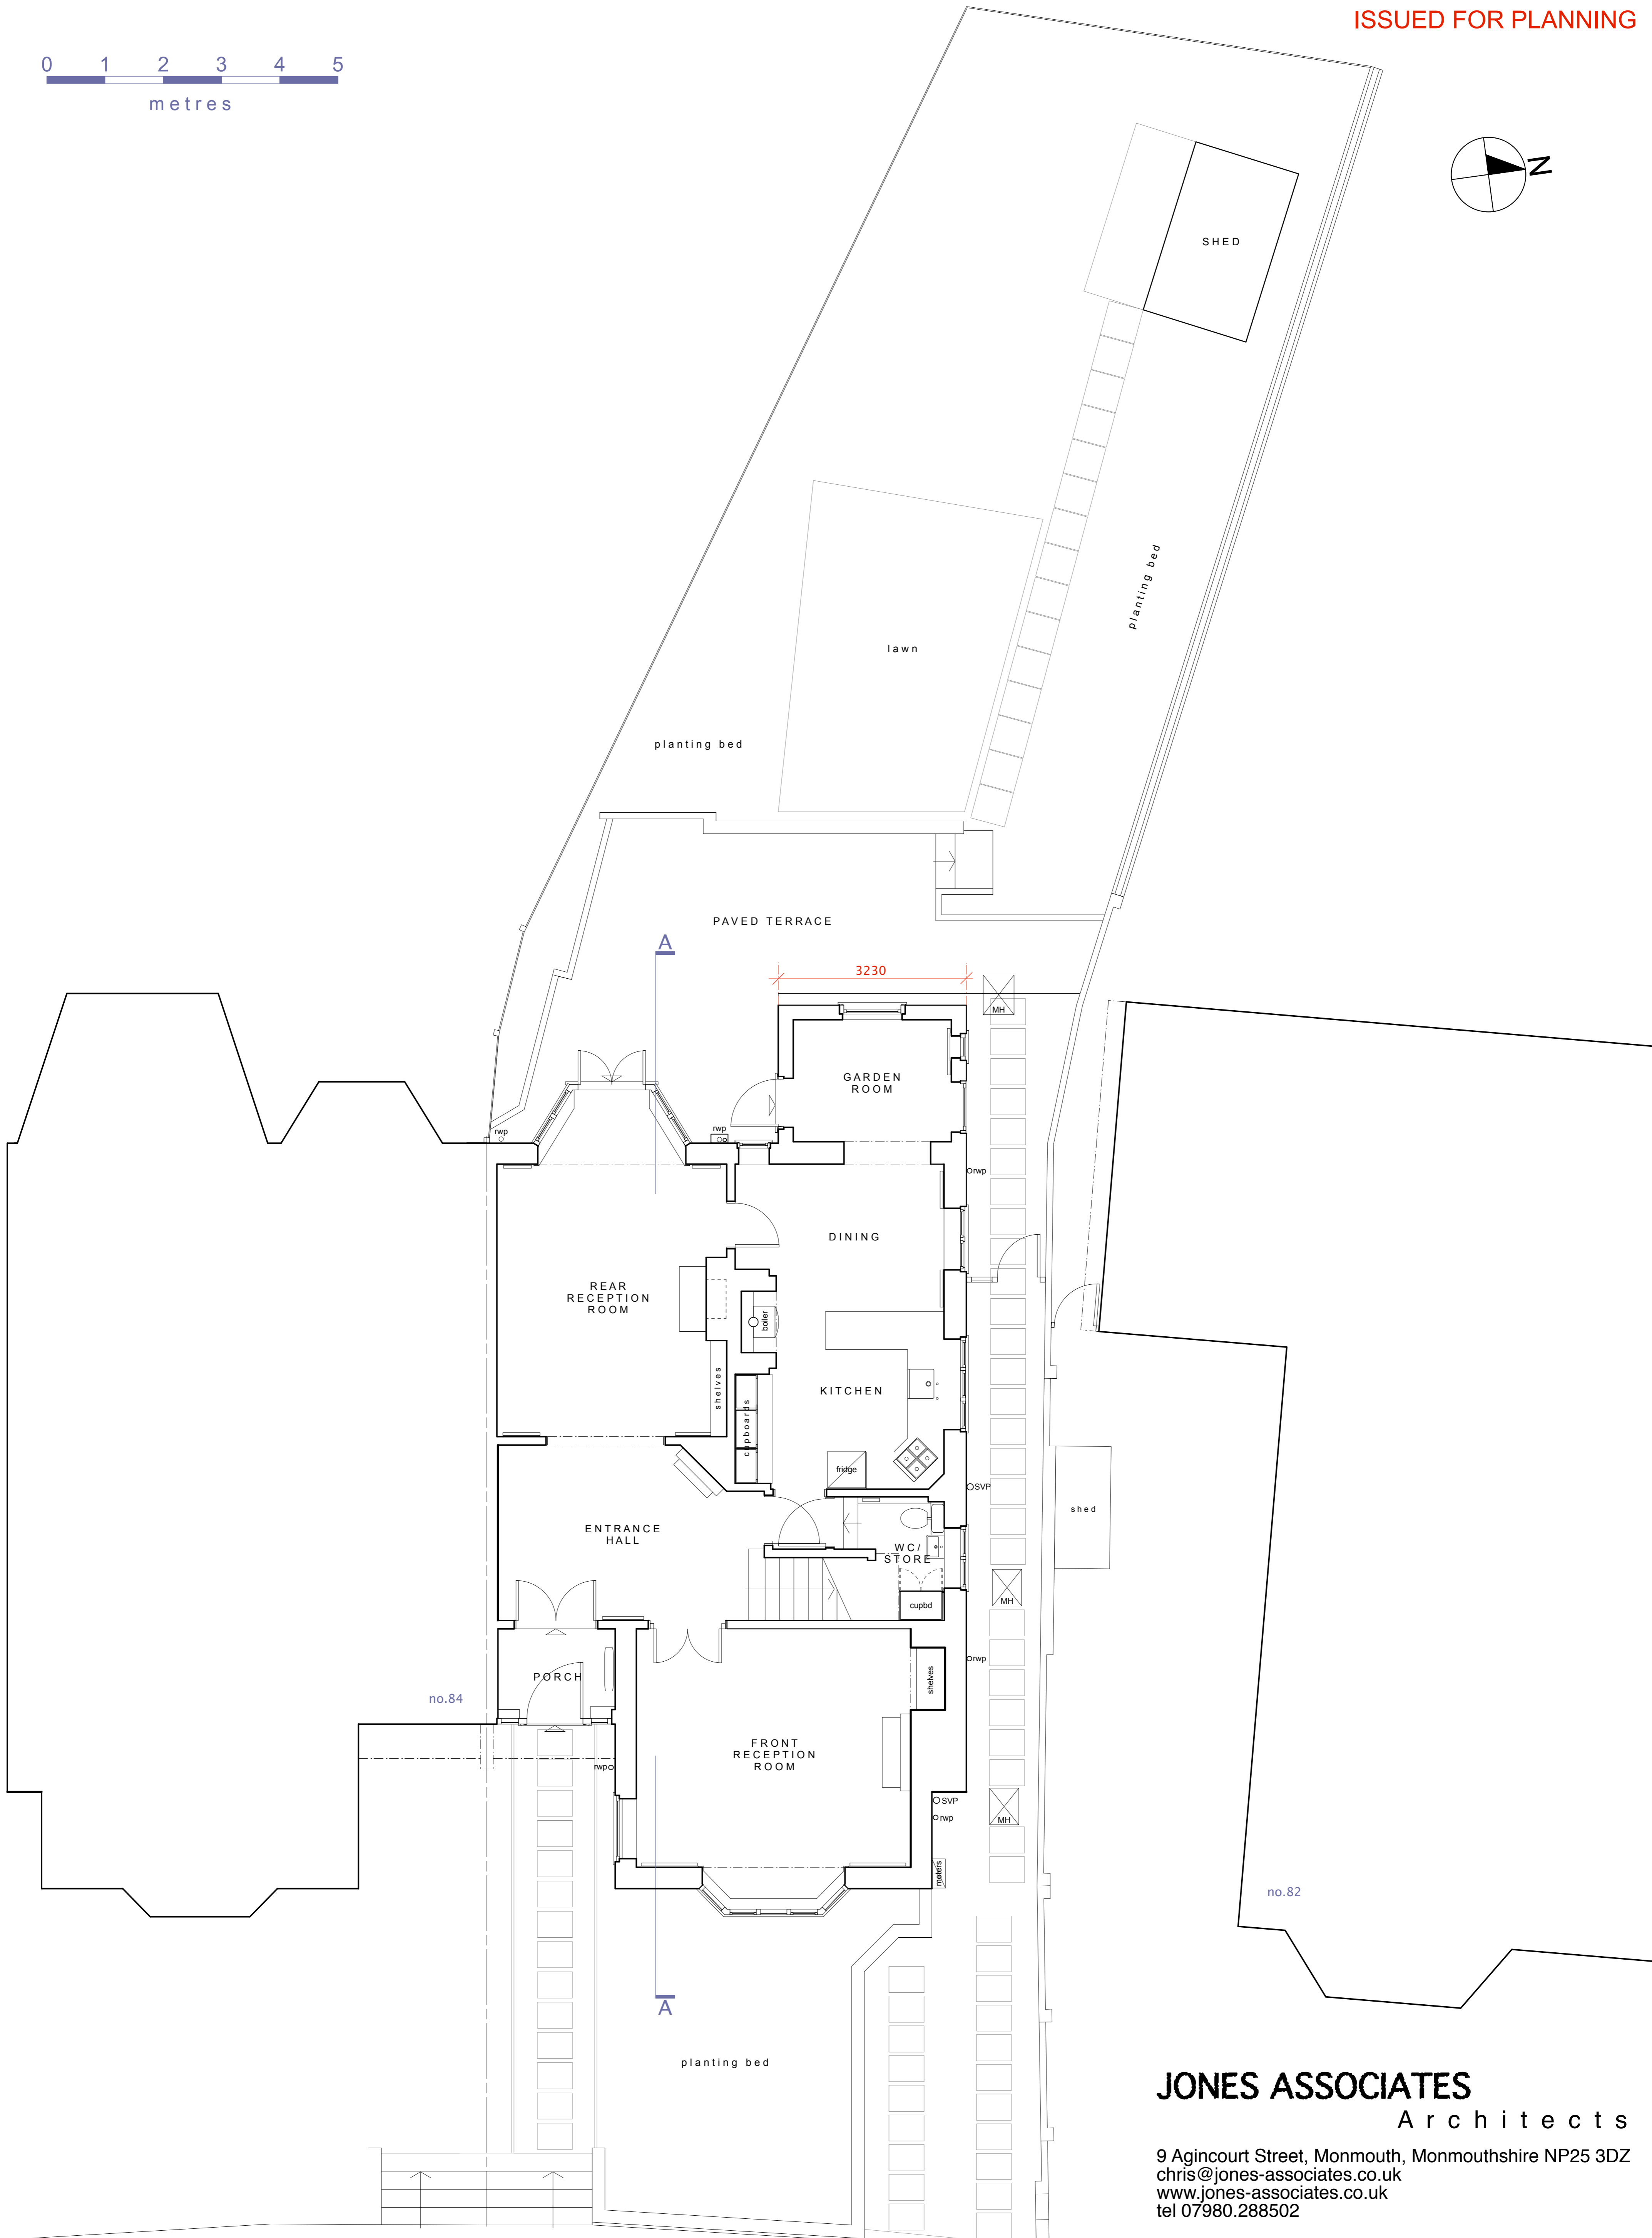 ISSUED FOR PLANNING
0 1 2 3 4 5
metres
N
SHED
planting bed
lawn
planting bed
PAVED TERRACE
A
3230
MH
GARDEN
ROOM
rwp
rwp
rwp
DINING
REAR
RECEPTION
ROOM
boiler
shelves
KITCHEN
cupboards
fridge
SVP
shed
ENTRANCE
HALL
WC/
STORE
cupbd
MH
rwp
PORCH
shelves
no.84
FRONT
RECEPTION
ROOM
rwp
SVP
rwp
MH
meters
no.82
A
planting bed
JONES ASSOCIATES
Architects
9 Agincourt Street, Monmouth, Monmouthshire NP25 3DZ
chris@jones-associates.co.uk
www.jones-associates.co.uk
tel 07980.288502